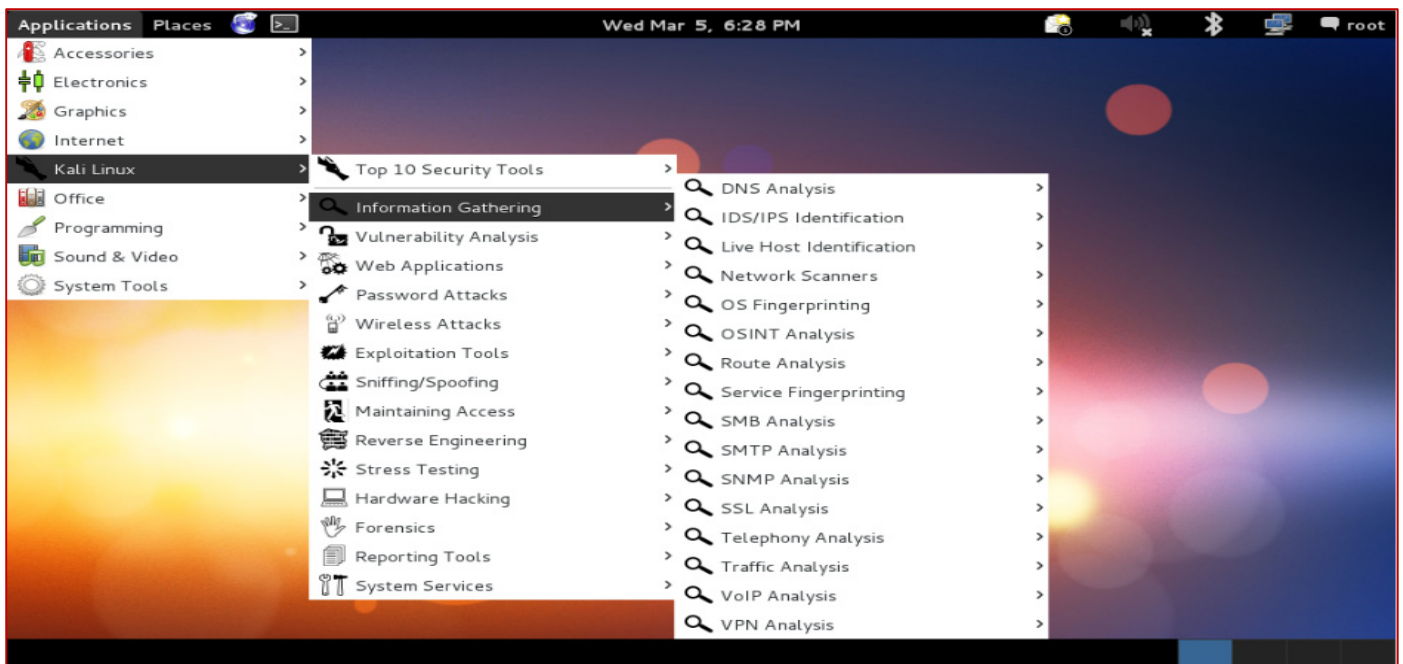 Applications Places Wed Mar 5, 6:28 PM root
Accessories
Electronics
Graphics
Internet
Kali Linux
Office
Programming
Sound & Video
System Tools
Top 10 Security Tools
Information Gathering
Vulnerability Analysis
Web Applications
Password Attacks
Wireless Attacks
Exploitation Tools
Sniffing/Spoofing
Maintaining Access
Reverse Engineering
Stress Testing
Hardware Hacking
Forensics
Reporting Tools
System Services
DNS Analysis
IDS/IPS Identification
Live Host Identification
Network Scanners
OS Fingerprinting
OSINT Analysis
Route Analysis
Service Fingerprinting
SMB Analysis
SMTP Analysis
SNMP Analysis
SSL Analysis
Telephony Analysis
Traffic Analysis
VoIP Analysis
VPN Analysis